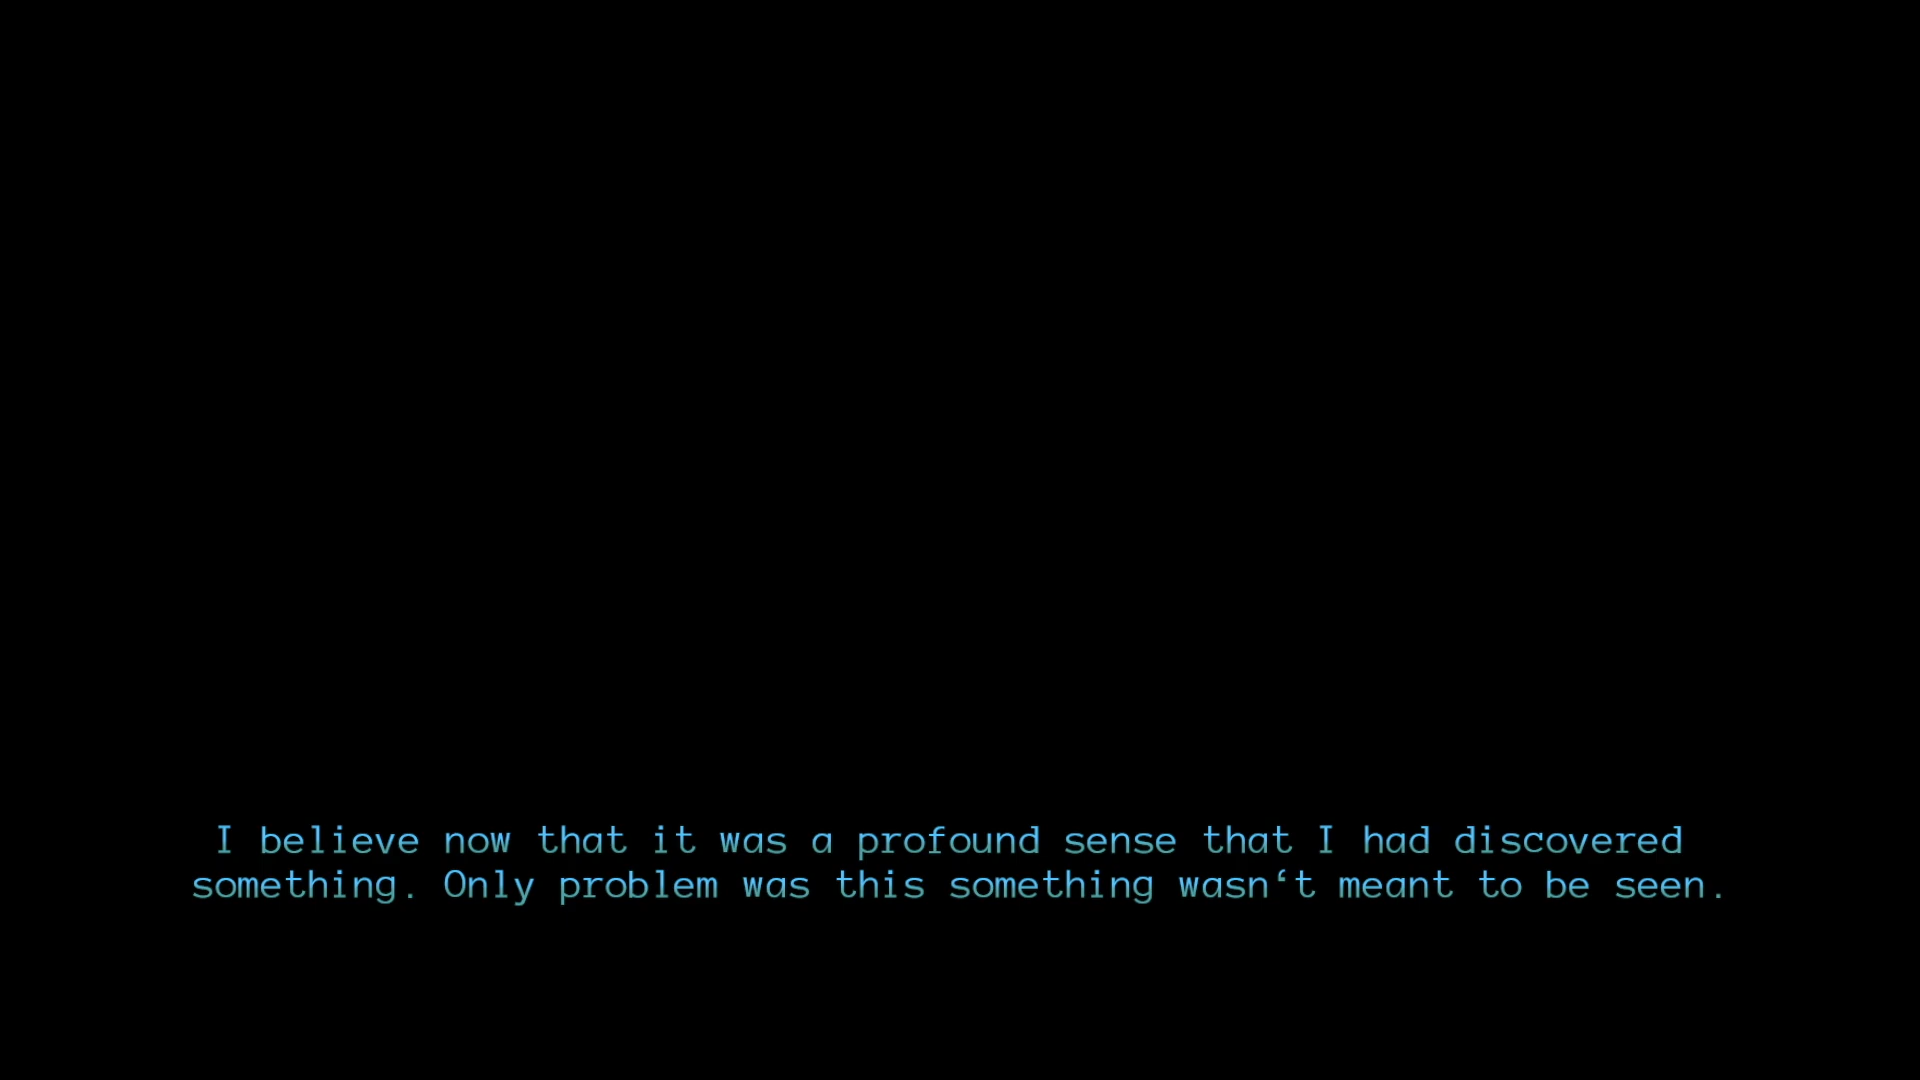 I believe now that it was a profound sense that I had discovered
something. Only problem was this something wasn‘t meant to be seen.